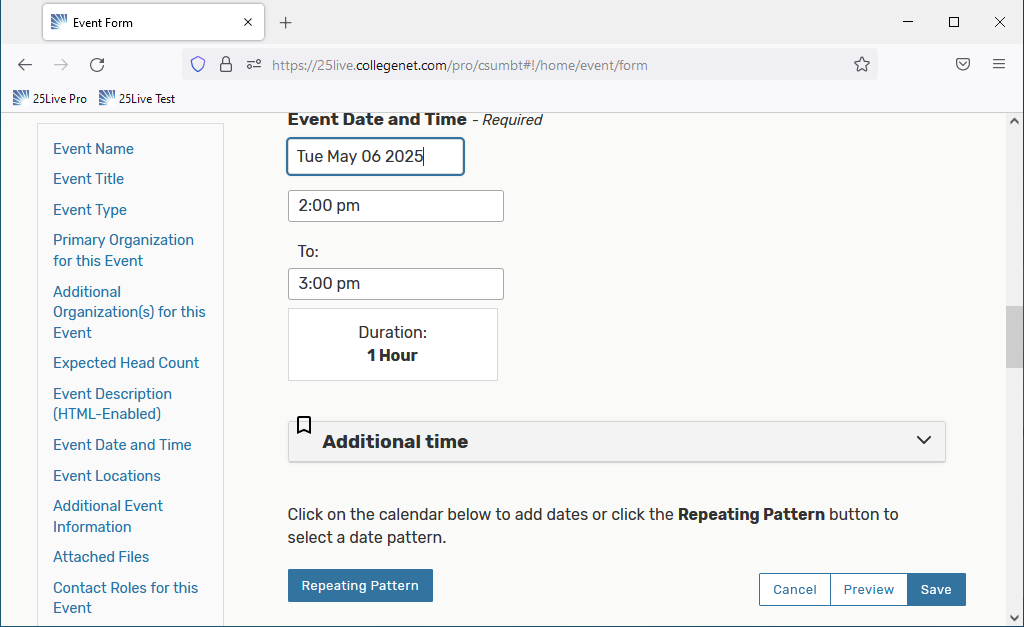 Event Form
https://25live.collegenet.com/pro/csumbt#!/home/event/form
25Live Pro
25Live Test
Event Name
Event Title
Event Type
Primary Organization
for this Event
Additional
Organization(s) for this
Event
Expected Head Count
Event Description
(HTML-Enabled)
Event Date and Time
Event Locations
Additional Event
Information
Attached Files
Contact Roles for this
Event
Event Date and Time - Required
Tue May 06 2025
2:00 pm
To:
3:00 pm
Duration:
1 Hour
Additional time
Click on the calendar below to add dates or click the Repeating Pattern button to
select a date pattern.
Repeating Pattern
Cancel
Preview
Save